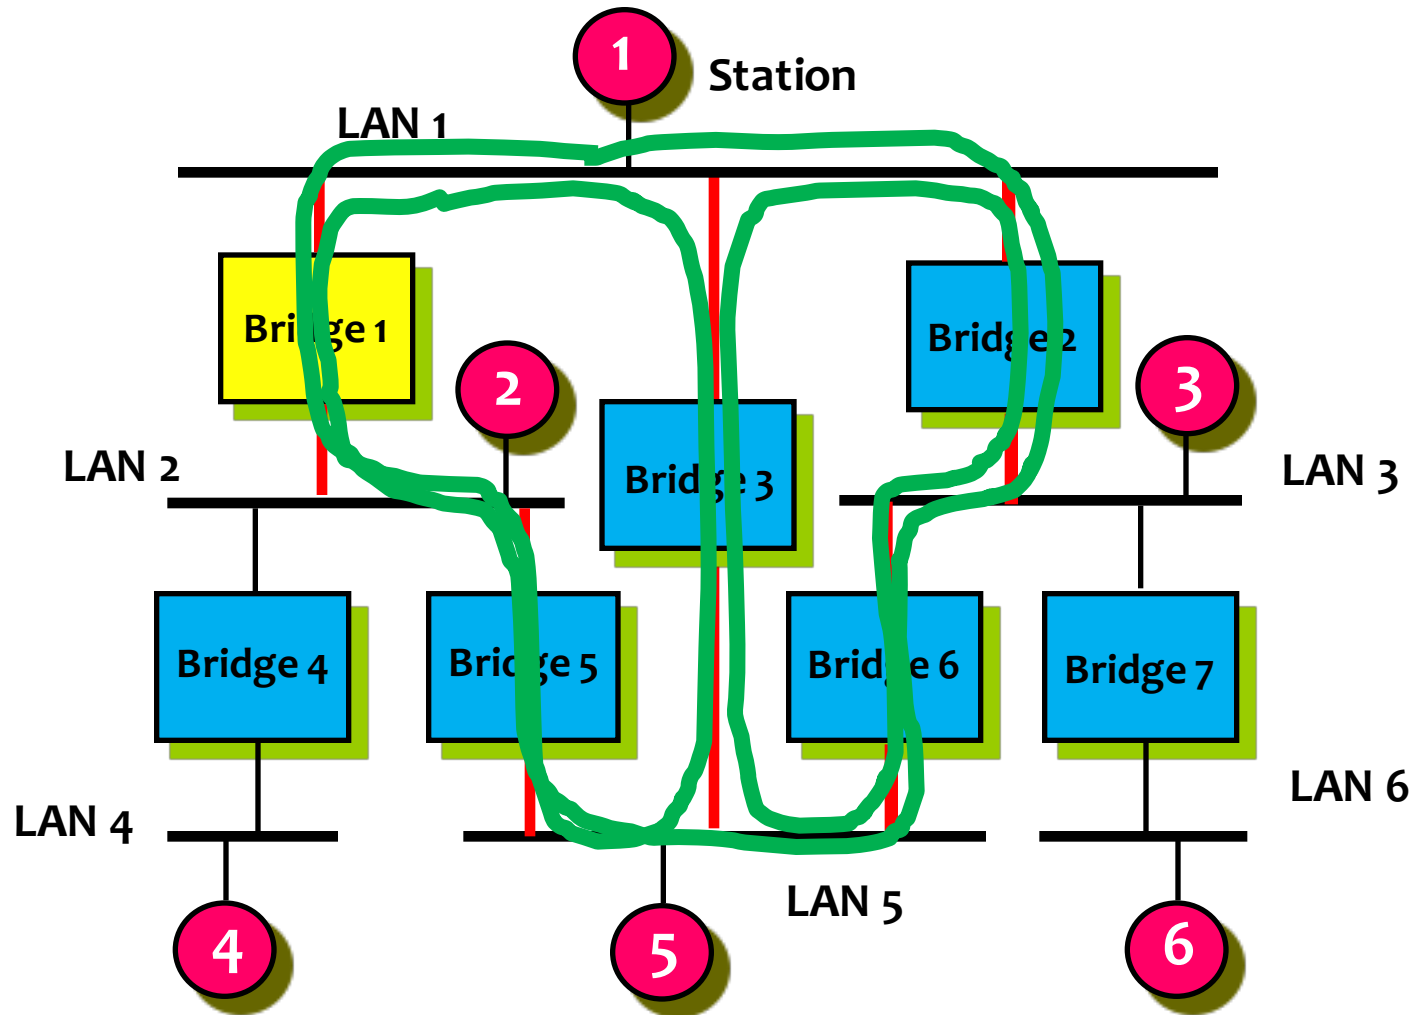 1
Station
LAN 1
Bridge 1
Bridge 2
2
3
LAN 2
Bridge 3
LAN 3
Bridge 4
Bridge 5
Bridge 6
Bridge 7
LAN 6
LAN 4
LAN 5
4
5
6